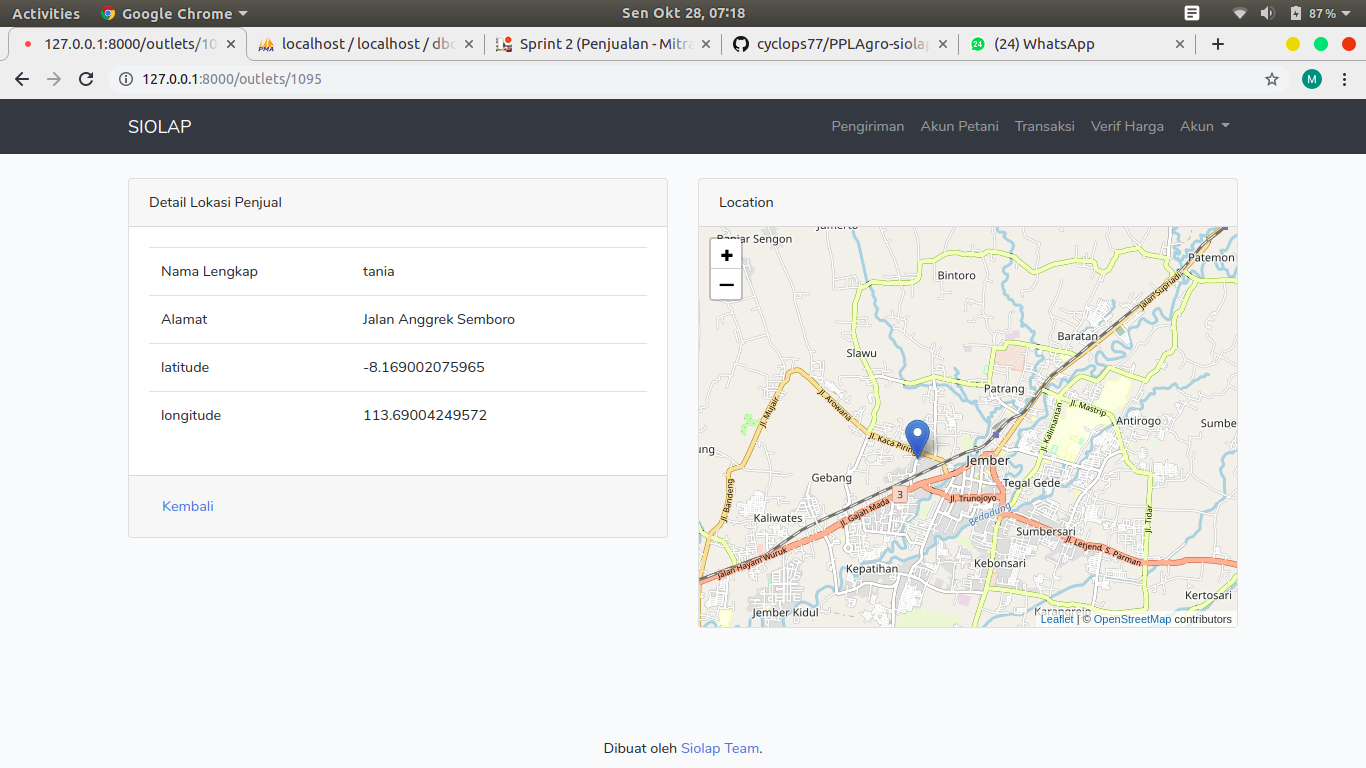 Activities Google Chrome Sen Okt 28, 07:18 87%
127.0.0.1:8000/outlets/10 localhost / localhost / dbc Sprint 2 (Penjualan - Mitra cyclops77/PPLAgro-siolap (24) WhatsApp
127.0.0.1:8000/outlets/1095 M
SIOLAP Pengiriman Akun Petani Transaksi Verif Harga Akun
Detail Lokasi Penjual
Nama Lengkap tania
Alamat Jalan Anggrek Semboro
latitude -8.169002075965
longitude 113.69004249572
Kembali
Location
+
−
Jumerto
Banjar Sengon
Patemon
Bintoro
Jalan Supriadi
Baratan
Slawu
Patrang
Jl. Mujair
Jl. Arowana
Jl. Mastrip
Jl. Kalimantan
Antirogo
Sumbe
Jl. Kaca Piring
ung
Jember
Gebang
Tegal Gede
3
Jl. Bandeng
Jl. Trunojoyo
Jl. Gajah Mada
Bedadung
Kaliwates
Jl. Tidar
Sumbersari
Jl. Letjend. S. Parman
Jalan Hayam Wuruk
Kepatihan
Kebonsari
Kertosari
Jember Kidul
Karangrejo
Leaflet | © OpenStreetMap contributors
Dibuat oleh Siolap Team.